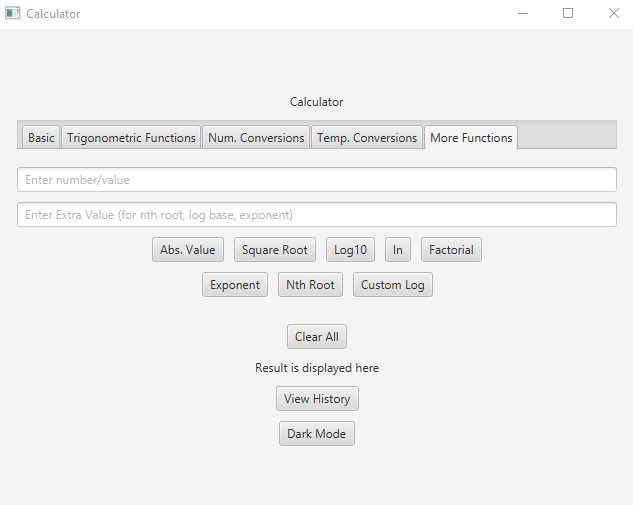 Calculator
Calculator
Basic Trigonometric Functions Num. Conversions Temp. Conversions More Functions
Enter number/value
Enter Extra Value (for nth root, log base, exponent)
Abs. Value Square Root Log10 ln Factorial
Exponent Nth Root Custom Log
Clear All
Result is displayed here
View History
Dark Mode